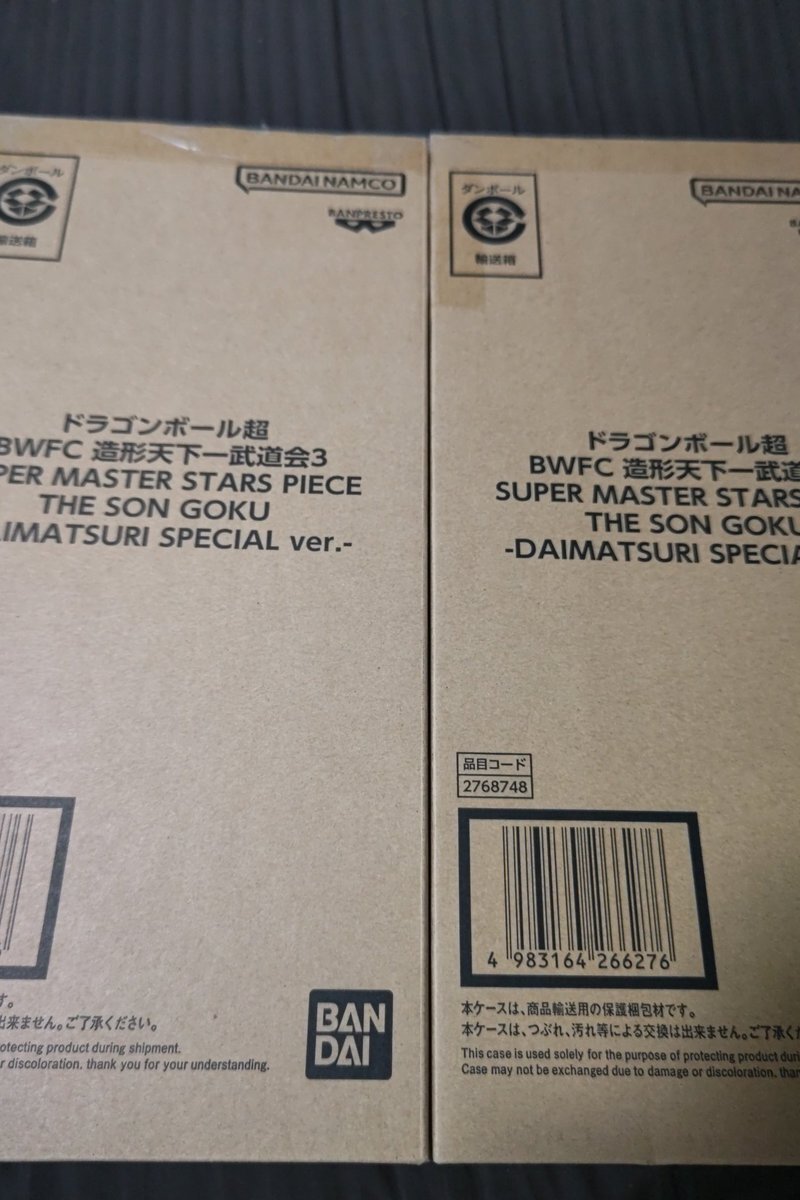 ダンボール
輸送箱
BANDAI NAMCO
BANPRESTO
ドラゴンボール超
BWFC 造形天下一武道会3
PER MASTER STARS PIECE
THE SON GOKU
IMATSURI SPECIAL ver.-
す。
出来ません。ご了承ください。
otecting product during shipment.
r discoloration. thank you for your understanding.
BAN
DAI
ダンボール
輸送箱
BANDAI NA
ドラゴンボール超
BWFC 造形天下一武道
SUPER MASTER STARS
THE SON GOKU
-DAIMATSURI SPECIA
品目コード
2768748
4 983164 266276
本ケースは、商品輸送用の保護梱包材です。
本ケースは、つぶれ、汚れ等による交換は出来ません。ご了承くだ
This case is used solely for the purpose of protecting product duri
Case may not be exchanged due to damage or discoloration. than